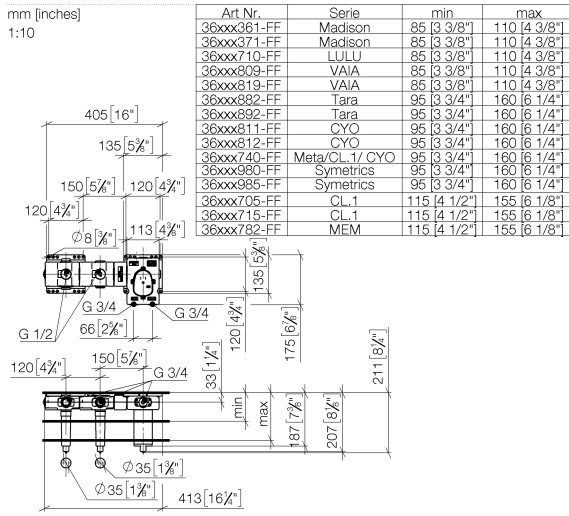 mm [inches]
1:10
Art Nr. Serie min max
36xxx361-FF Madison 85 [3 3/8"] 110 [4 3/8"]
36xxx371-FF Madison 85 [3 3/8"] 110 [4 3/8"]
36xxx710-FF LULU 85 [3 3/8"] 110 [4 3/8"]
36xxx809-FF VAIA 85 [3 3/8"] 110 [4 3/8"]
36xxx819-FF VAIA 85 [3 3/8"] 110 [4 3/8"]
36xxx882-FF Tara 95 [3 3/4"] 160 [6 1/4"]
36xxx892-FF Tara 95 [3 3/4"] 160 [6 1/4"]
36xxx811-FF CYO 95 [3 3/4"] 160 [6 1/4"]
36xxx812-FF CYO 95 [3 3/4"] 160 [6 1/4"]
36xxx740-FF Meta/CL.1/ CYO 95 [3 3/4"] 160 [6 1/4"]
36xxx980-FF Symetrics 95 [3 3/4"] 160 [6 1/4"]
36xxx985-FF Symetrics 95 [3 3/4"] 160 [6 1/4"]
36xxx705-FF CL.1 115 [4 1/2"] 155 [6 1/8"]
36xxx715-FF CL.1 115 [4 1/2"] 155 [6 1/8"]
36xxx782-FF MEM 115 [4 1/2"] 155 [6 1/8"]
405 [16"]
135 [5⅜"]
150 [5⅞"] 120 [4¾"]
120 [4¾"]
Ø8 [⅜"] 113 [4⅜"]
135 [5⅜"]
120 [4¾"]
175 [6⅞"]
G 3/4 G 3/4
G 1/2 66 [2⅝"]
120 [4¾"] 150 [5⅞"] G 3/4
33 [1¼"]
211 [8¼"]
min
max
187 [7⅜"]
207 [8⅛"]
Ø35 [1⅜"]
Ø35 [1⅜"]
413 [16¼"]